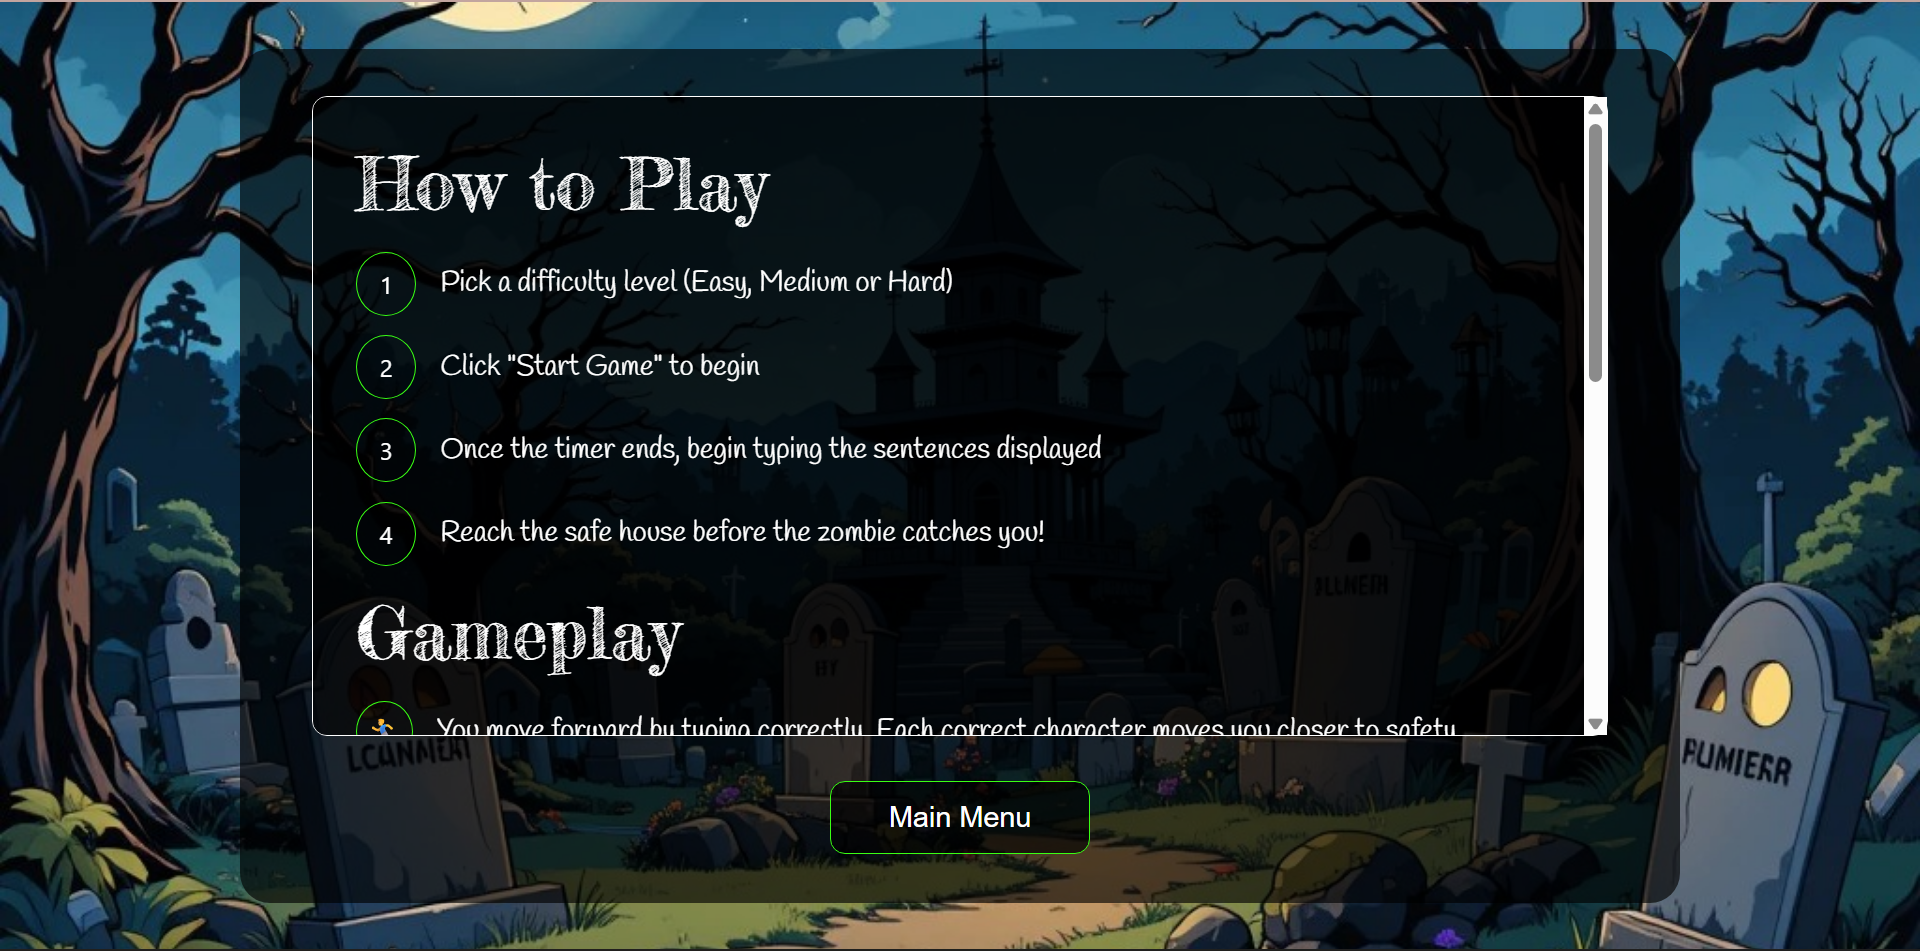 How to Play
1 Pick a difficulty level (Easy, Medium or Hard)
2 Click "Start Game" to begin
3 Once the timer ends, begin typing the sentences displayed
4 Reach the safe house before the zombie catches you!
Gameplay
You move forward by typing correctly. Each correct character moves you closer to safety.
Main Menu